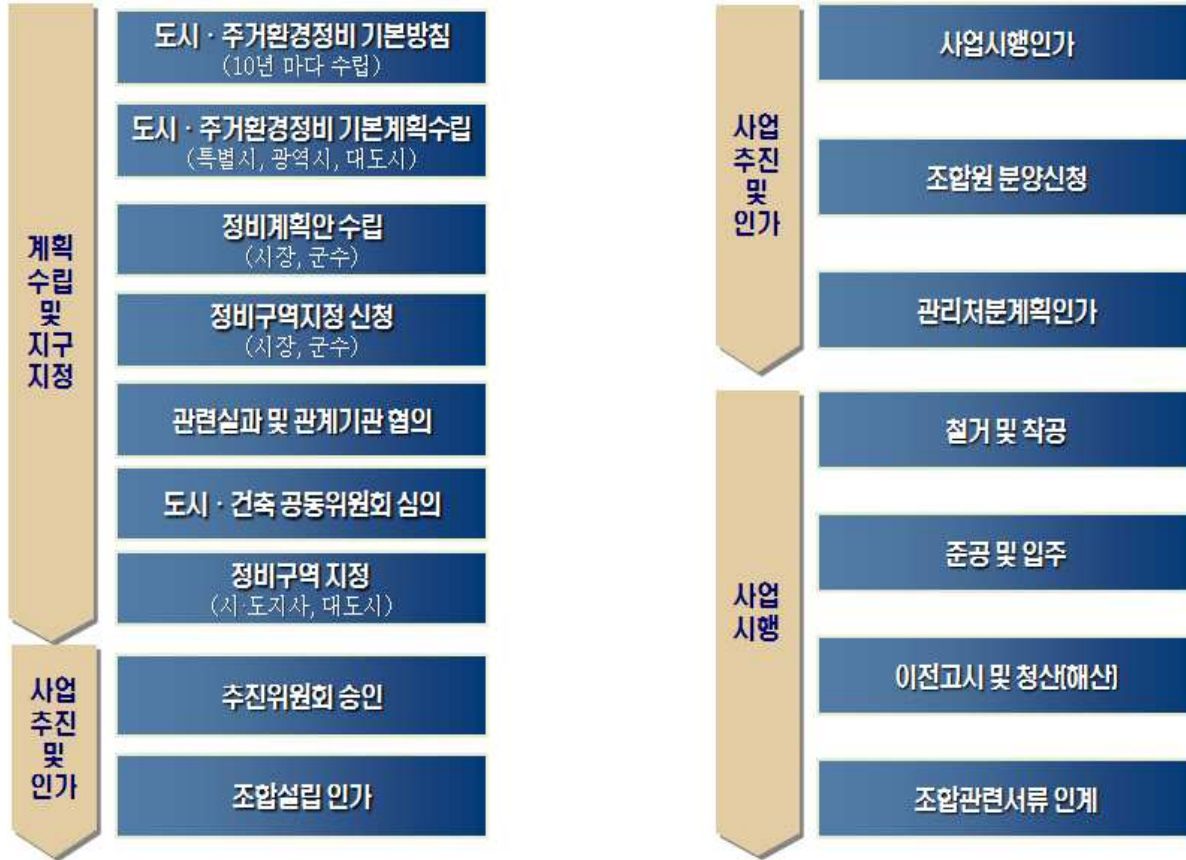 계획
수립
및
지구
지정
도시 · 주거환경정비 기본방침
(10년 마다 수립)
도시 · 주거환경정비 기본계획수립
(특별시, 광역시, 대도시)
정비계획안 수립
(시장, 군수)
정비구역지정 신청
(시장, 군수)
관련실과 및 관계기관 협의
도시 · 건축 공동위원회 심의
정비구역 지정
(시·도지사, 대도시)
사업
추진
및
인가
추진위원회 승인
조합설립 인가
사업
추진
및
인가
사업시행인가
조합원 분양신청
관리처분계획인가
사업
시행
철거 및 착공
준공 및 입주
이전고시 및 청산(해산)
조합관련서류 인계